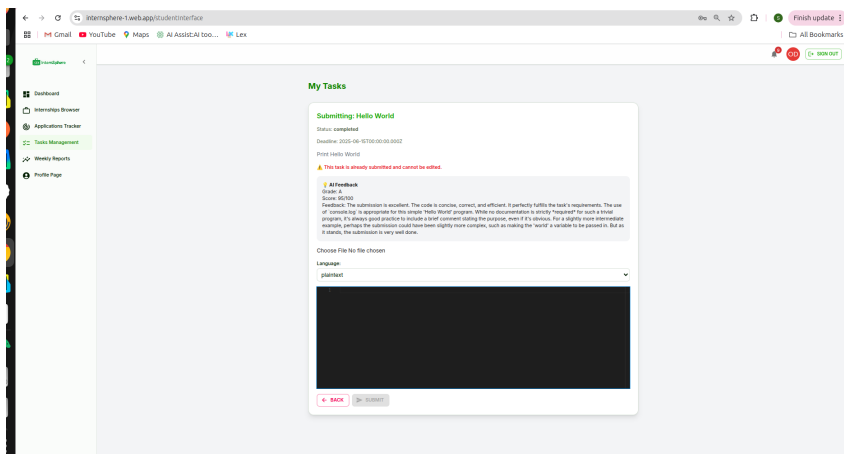 internsphere-1.web.app/studentInterface
Finish update
M Gmail YouTube Maps AI Assist:AI too... Lex
All Bookmarks
InternSphere
OD SIGN OUT
Dashboard
Internships Browser
Applications Tracker
Tasks Management
Weekly Reports
Profile Page
My Tasks
Submitting: Hello World
Status: completed
Deadline: 2025-06-15T00:00:00.000Z
Print Hello World
⚠ This task is already submitted and cannot be edited.
💡 AI Feedback
Grade: A
Score: 95/100
Feedback: The submission is excellent. The code is concise, correct, and efficient. It perfectly fulfills the task's requirements. The use
of `console.log` is appropriate for this simple 'Hello World' program. While no documentation is strictly *required* for such a trivial
program, it's always good practice to include a brief comment stating the purpose, even if it's obvious. For a slightly more intermediate
example, perhaps the submission could have been slightly more complex, such as making the 'world' a variable to be passed in. But as
it stands, the submission is very well done.
Choose File No file chosen
Language:
plaintext
← BACK
SUBMIT